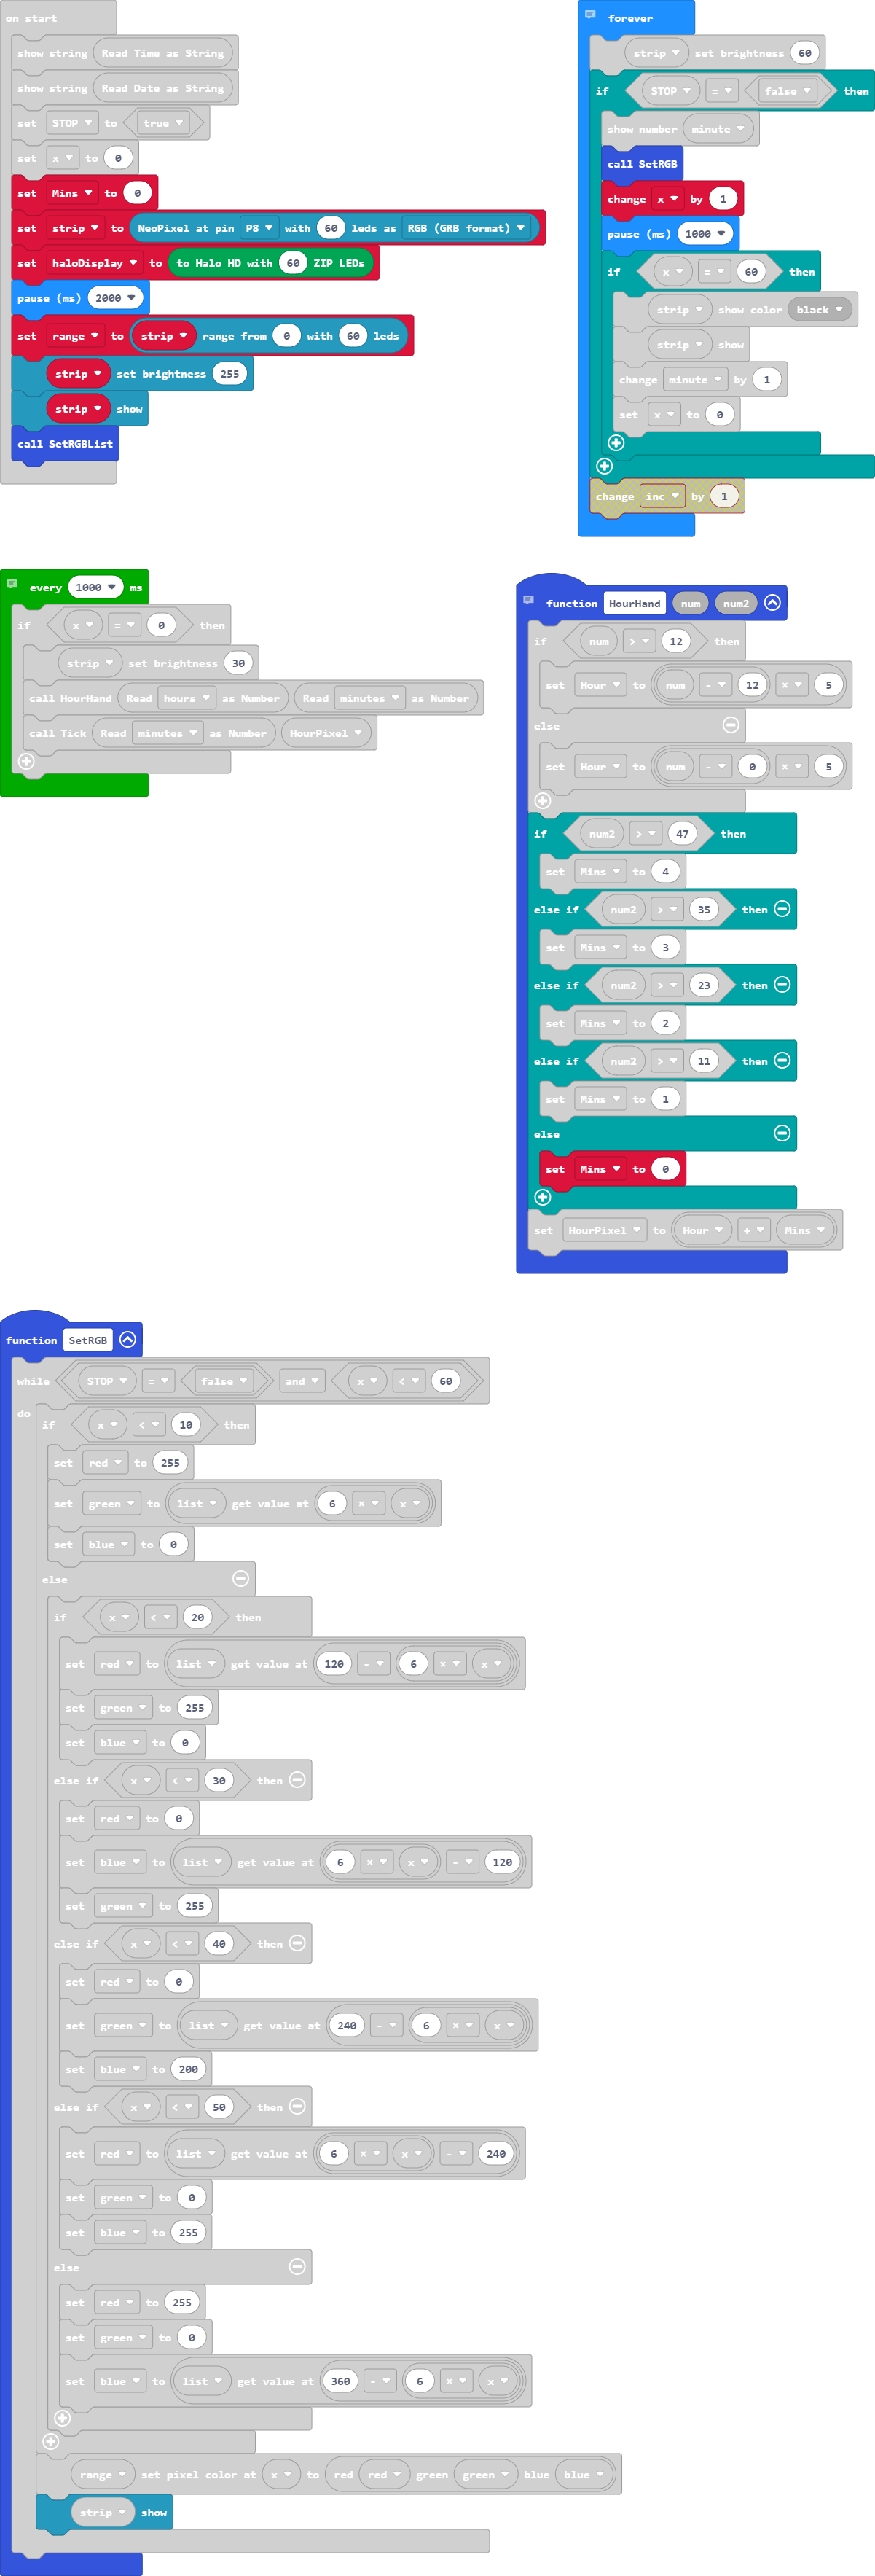 on start
show string Read Time as String
show string Read Date as String
set STOP to true
set x to 0
set Mins to 0
set strip to NeoPixel at pin P8 with 60 leds as RGB (GRB format)
set haloDisplay to to Halo HD with 60 ZIP LEDs
pause (ms) 2000
set range to strip range from 0 with 60 leds
strip set brightness 255
strip show
call SetRGBList
forever
strip set brightness 60
if STOP = false then
show number minute
call SetRGB
change x by 1
pause (ms) 1000
if x = 60 then
strip show color black
strip show
change minute by 1
set x to 0
change inc by 1
every 1000 ms
if x = 0 then
strip set brightness 30
call HourHand Read hours as Number Read minutes as Number
call Tick Read minutes as Number HourPixel
function HourHand num num2
if num > 12 then
set Hour to num - 12 × 5
else
set Hour to num - 0 × 5
if num2 > 47 then
set Mins to 4
else if num2 > 35 then
set Mins to 3
else if num2 > 23 then
set Mins to 2
else if num2 > 11 then
set Mins to 1
else
set Mins to 0
set HourPixel to Hour + Mins
function SetRGB
while STOP = false and x < 60
do
if x < 10 then
set red to 255
set green to list get value at 6 × x
set blue to 0
else
if x < 20 then
set red to list get value at 120 - 6 × x
set green to 255
set blue to 0
else if x < 30 then
set red to 0
set blue to list get value at 6 × x - 120
set green to 255
else if x < 40 then
set red to 0
set green to list get value at 240 - 6 × x
set blue to 200
else if x < 50 then
set red to list get value at 6 × x - 240
set green to 0
set blue to 255
else
set red to 255
set green to 0
set blue to list get value at 360 - 6 × x
range set pixel color at x to red red green green blue blue
strip show